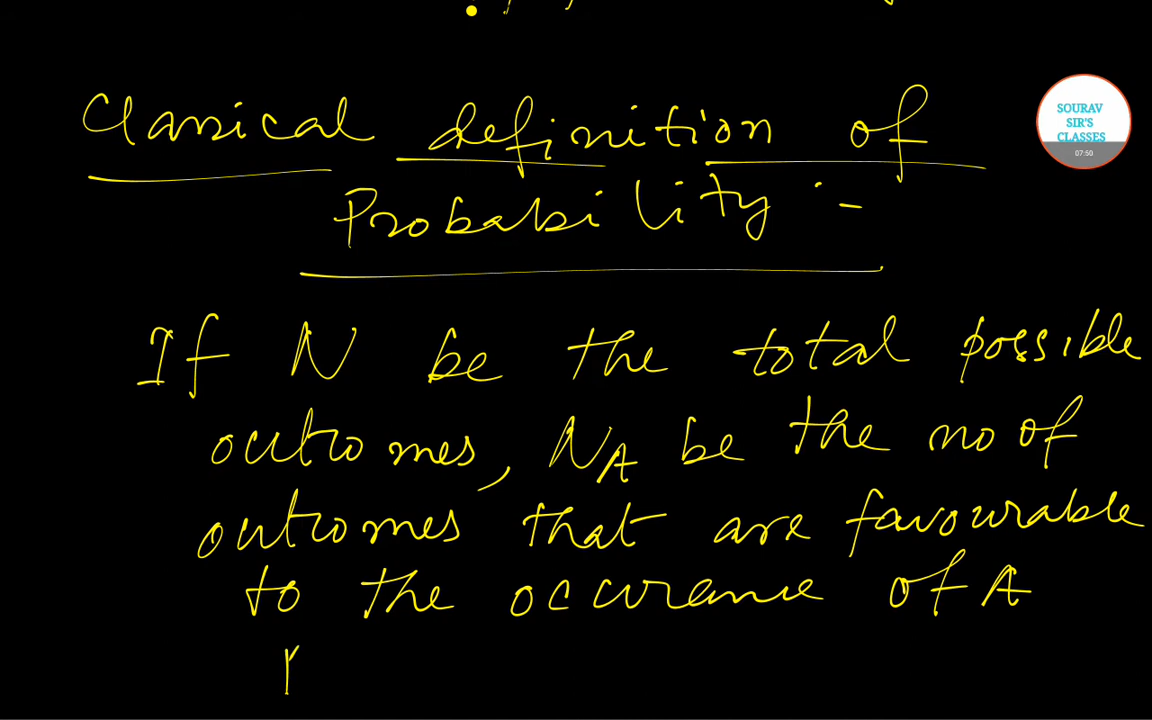 Classical definition of
Probability :-
If N be the total possible
outcomes, NA be the no of
outcomes that are favourable
to the occurance of A
SOURAV
SIR'S
CLASSES
07:50